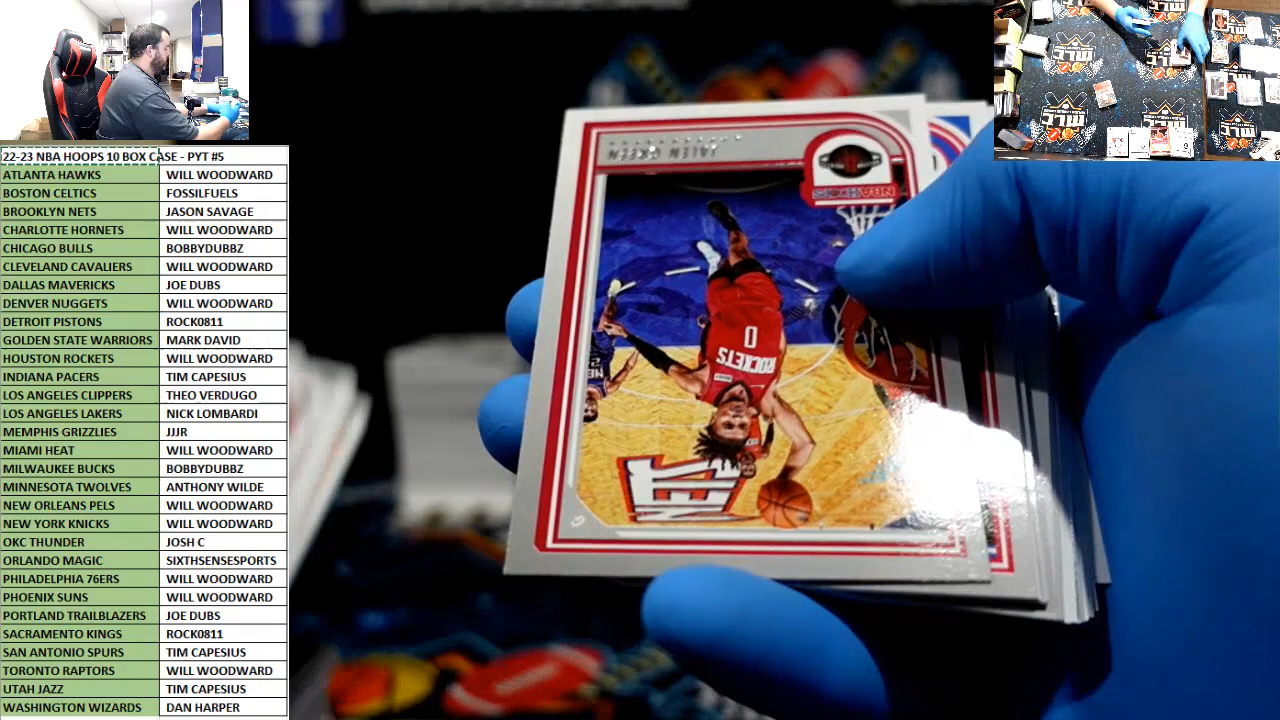 22-23 NBA HOOPS 10 BOX CASE - PYT #5
ATLANTA HAWKS WILL WOODWARD
BOSTON CELTICS FOSSILFUELS
BROOKLYN NETS JASON SAVAGE
CHARLOTTE HORNETS WILL WOODWARD
CHICAGO BULLS BOBBYDUBBZ
CLEVELAND CAVALIERS WILL WOODWARD
DALLAS MAVERICKS JOE DUBS
DENVER NUGGETS WILL WOODWARD
DETROIT PISTONS ROCK0811
GOLDEN STATE WARRIORS MARK DAVID
HOUSTON ROCKETS WILL WOODWARD
INDIANA PACERS TIM CAPESIUS
LOS ANGELES CLIPPERS THEO VERDUGO
LOS ANGELES LAKERS NICK LOMBARDI
MEMPHIS GRIZZLIES JJJR
MIAMI HEAT WILL WOODWARD
MILWAUKEE BUCKS BOBBYDUBBZ
MINNESOTA TWOLVES ANTHONY WILDE
NEW ORLEANS PELS WILL WOODWARD
NEW YORK KNICKS WILL WOODWARD
OKC THUNDER JOSH C
ORLANDO MAGIC SIXTHSENSESPORTS
PHILADELPHIA 76ERS WILL WOODWARD
PHOENIX SUNS WILL WOODWARD
PORTLAND TRAILBLAZERS JOE DUBS
SACRAMENTO KINGS ROCK0811
SAN ANTONIO SPURS TIM CAPESIUS
TORONTO RAPTORS WILL WOODWARD
UTAH JAZZ TIM CAPESIUS
WASHINGTON WIZARDS DAN HARPER
JALEN GREEN
NBA HOOPS
0
ROCKETS
NETS